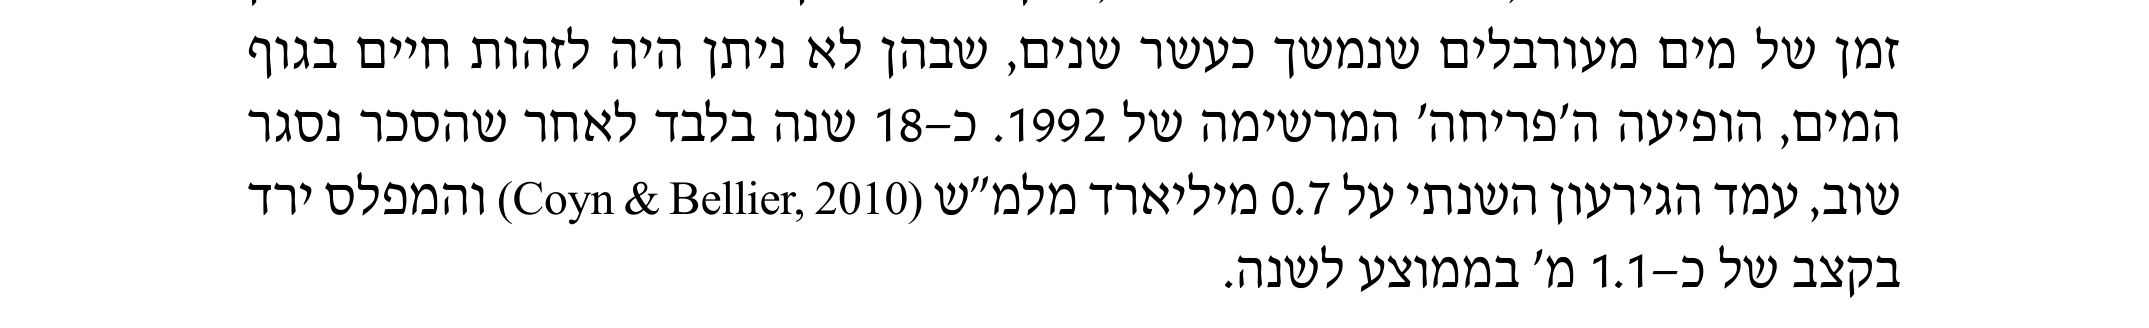 זמן של מים מעורבלים שנמשך כעשר שנים, שבהן לא ניתן היה לזהות חיים בגוף
המים, הופיעה ה'פריחה' המרשימה של 1992. כ–18 שנה בלבד לאחר שהסכר נסגר
שוב, עמד הגירעון השנתי על 0.7 מיליארד מלמ"ש (Coyn & Bellier, 2010) והמפלס ירד
בקצב של כ–1.1 מ' בממוצע לשנה.